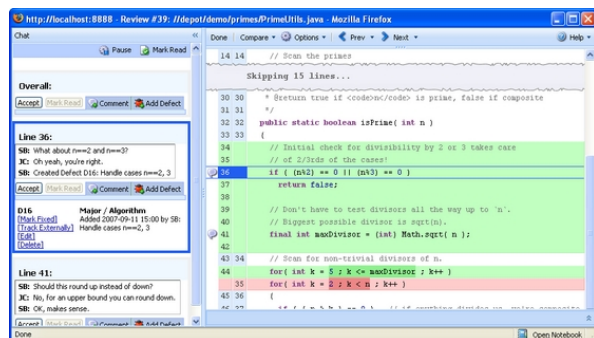 http://localhost:8888 - Review #39: //depot/demo/primes/PrimeUtils.java - Mozilla Firefox
Chat
Pause Mark Read
Overall:
Accept Mark Read Comment Add Defect
Line 36:
SB: What about n==2 and n==3?
JC: Oh yeah, you're right.
SB: Created Defect D16: Handle cases n==2, 3
Accept Mark Read Comment Add Defect
D16 Major / Algorithm
[Mark Fixed] Added 2007-09-11 15:00 by SB:
[Track Externally] Handle cases n==2, 3
[Edit]
[Delete]
Line 41:
SB: Should this round up instead of down?
JC: No, for an upper bound you can round down.
SB: OK, makes sense.
Accept Mark Read Comment Add Defect
Done Compare Options Prev Next Help
14 14 // Scan the primes
Skipping 15 lines...
30 30 * @return true if <code>n</code> is prime, false if composite
31 31 */
32 32 public static boolean isPrime( int n )
33 33 {
34 // Initial check for divisibility by 2 or 3 takes care
35 // of 2/3rds of the cases!
36 if ( (n%2) == 0 || (n%3) == 0 )
37 return false;
38
39 // Don't have to test divisors all the way up to `n'.
40 // Biggest possible divisor is sqrt(n).
41 final int maxDivisor = (int) Math.sqrt( n );
42
43 34 // Scan for non-trivial divisors of n.
44 for( int k = 5 ; k <= maxDivisor ; k++ )
35 for( int k = 2 ; k < n ; k++ )
45 36 {
Done
Open Notebook